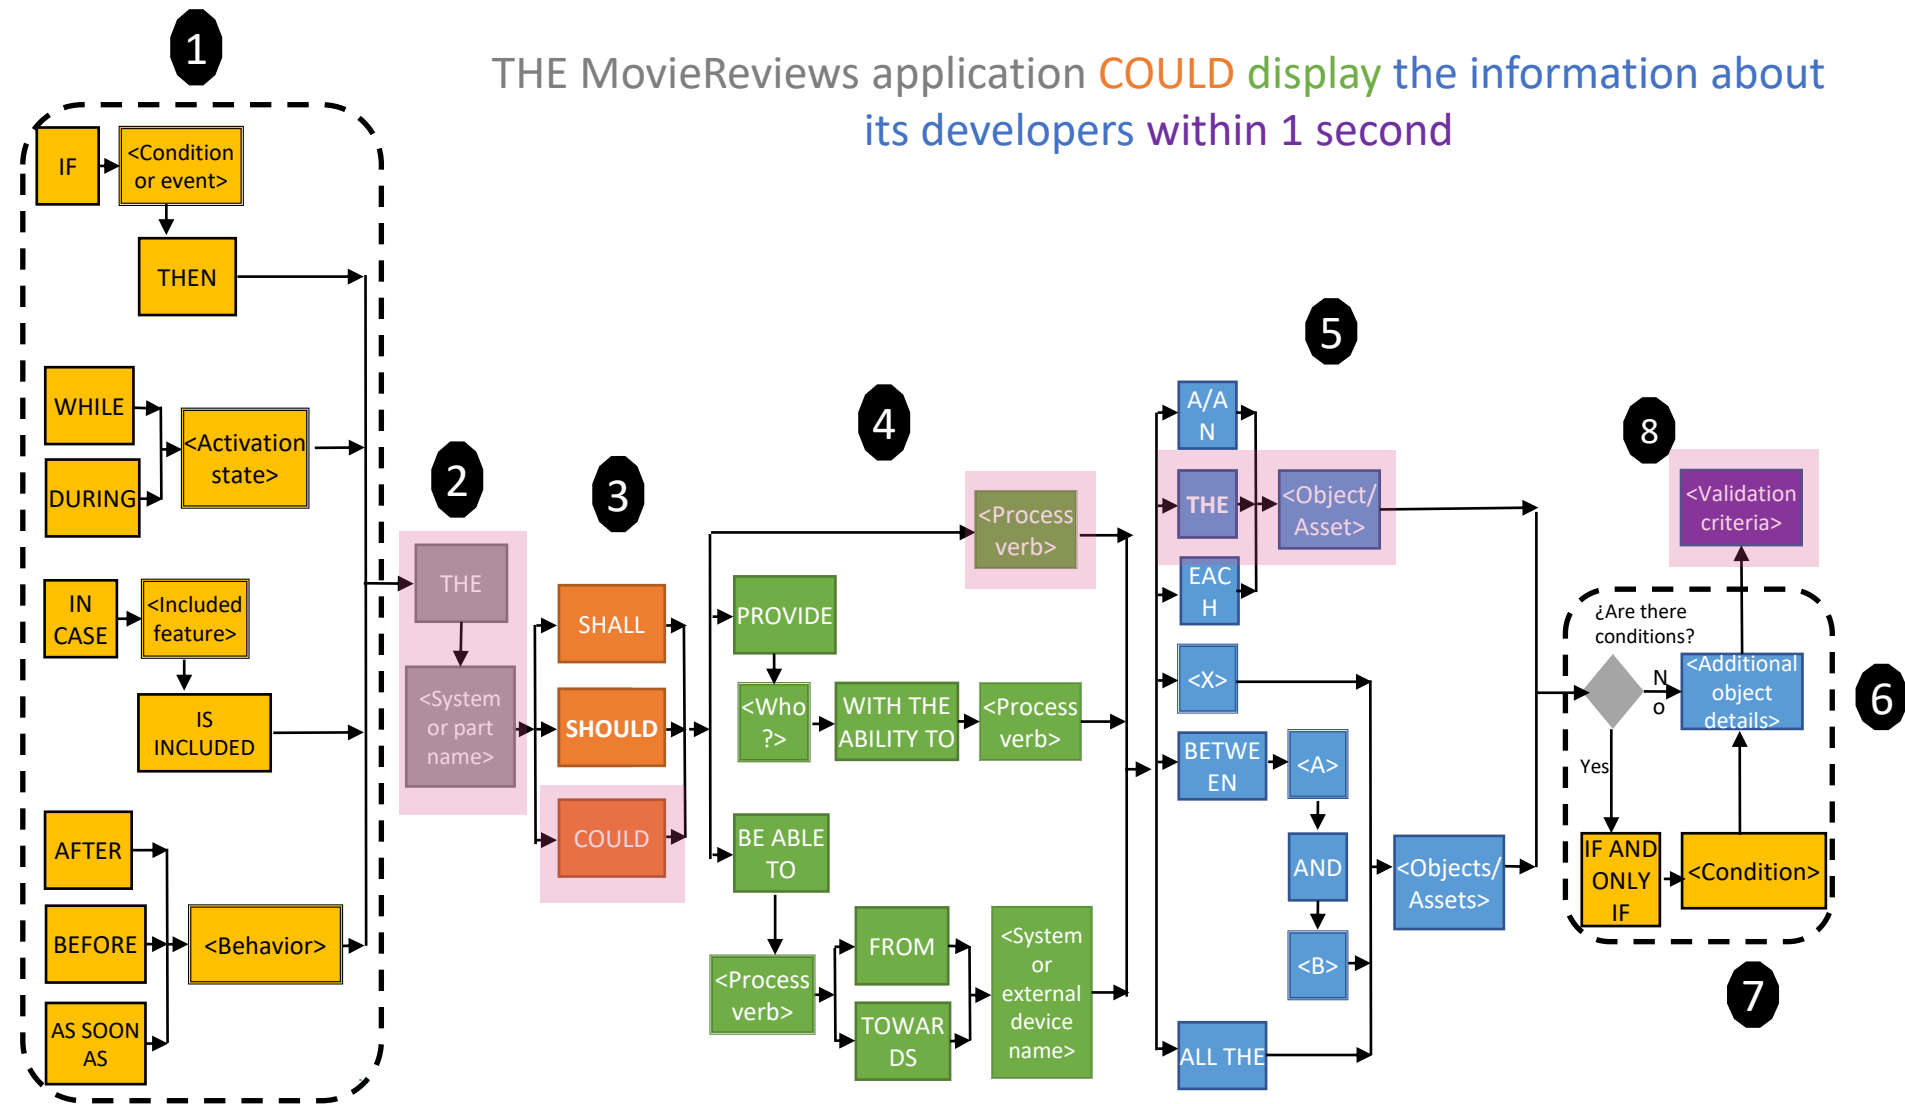 1
THE MovieReviews application COULD display the information about
its developers within 1 second
IF
<Condition
or event>
THEN
WHILE
DURING
<Activation
state>
IN
CASE
<Included
feature>
IS
INCLUDED
AFTER
BEFORE
AS SOON
AS
<Behavior>
2
THE
<System
or part
name>
3
SHALL
SHOULD
COULD
4
<Process
verb>
PROVIDE
<Who
?>
WITH THE
ABILITY TO
<Process
verb>
BE ABLE
TO
<Process
verb>
FROM
TOWAR
DS
<System
or
external
device
name>
5
A/A
N
THE
EAC
H
<Object/
Asset>
<X>
BETWE
EN
<A>
AND
<B>
ALL THE
<Objects/
Assets>
8
<Validation
criteria>
¿Are there
conditions?
N
o
<Additional
object
details>
6
Yes
IF AND
ONLY
IF
<Condition>
7